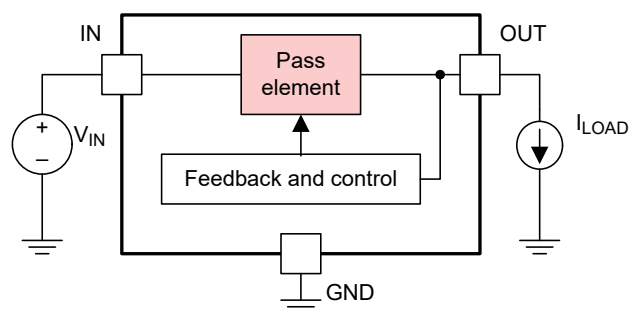 IN
OUT
Pass
element
+
–
VIN
ILOAD
Feedback and control
GND